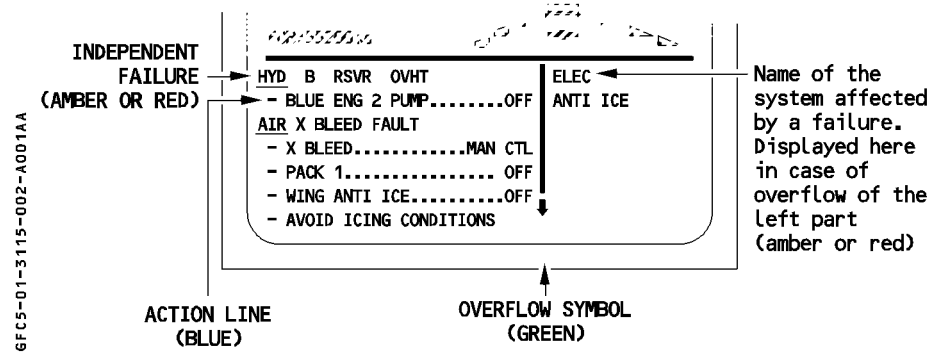 INDEPENDENT
FAILURE
(AMBER OR RED)
HYD B RSVR OVHT
- BLUE ENG 2 PUMP........OFF
AIR X BLEED FAULT
- X BLEED.............MAN CTL
- PACK 1................ OFF
- WING ANTI ICE..........OFF
- AVOID ICING CONDITIONS
ELEC
ANTI ICE
Name of the
system affected
by a failure.
Displayed here
in case of
overflow of the
left part
(amber or red)
ACTION LINE
(BLUE)
OVERFLOW SYMBOL
(GREEN)
GFC5-01-3115-002-A001AA